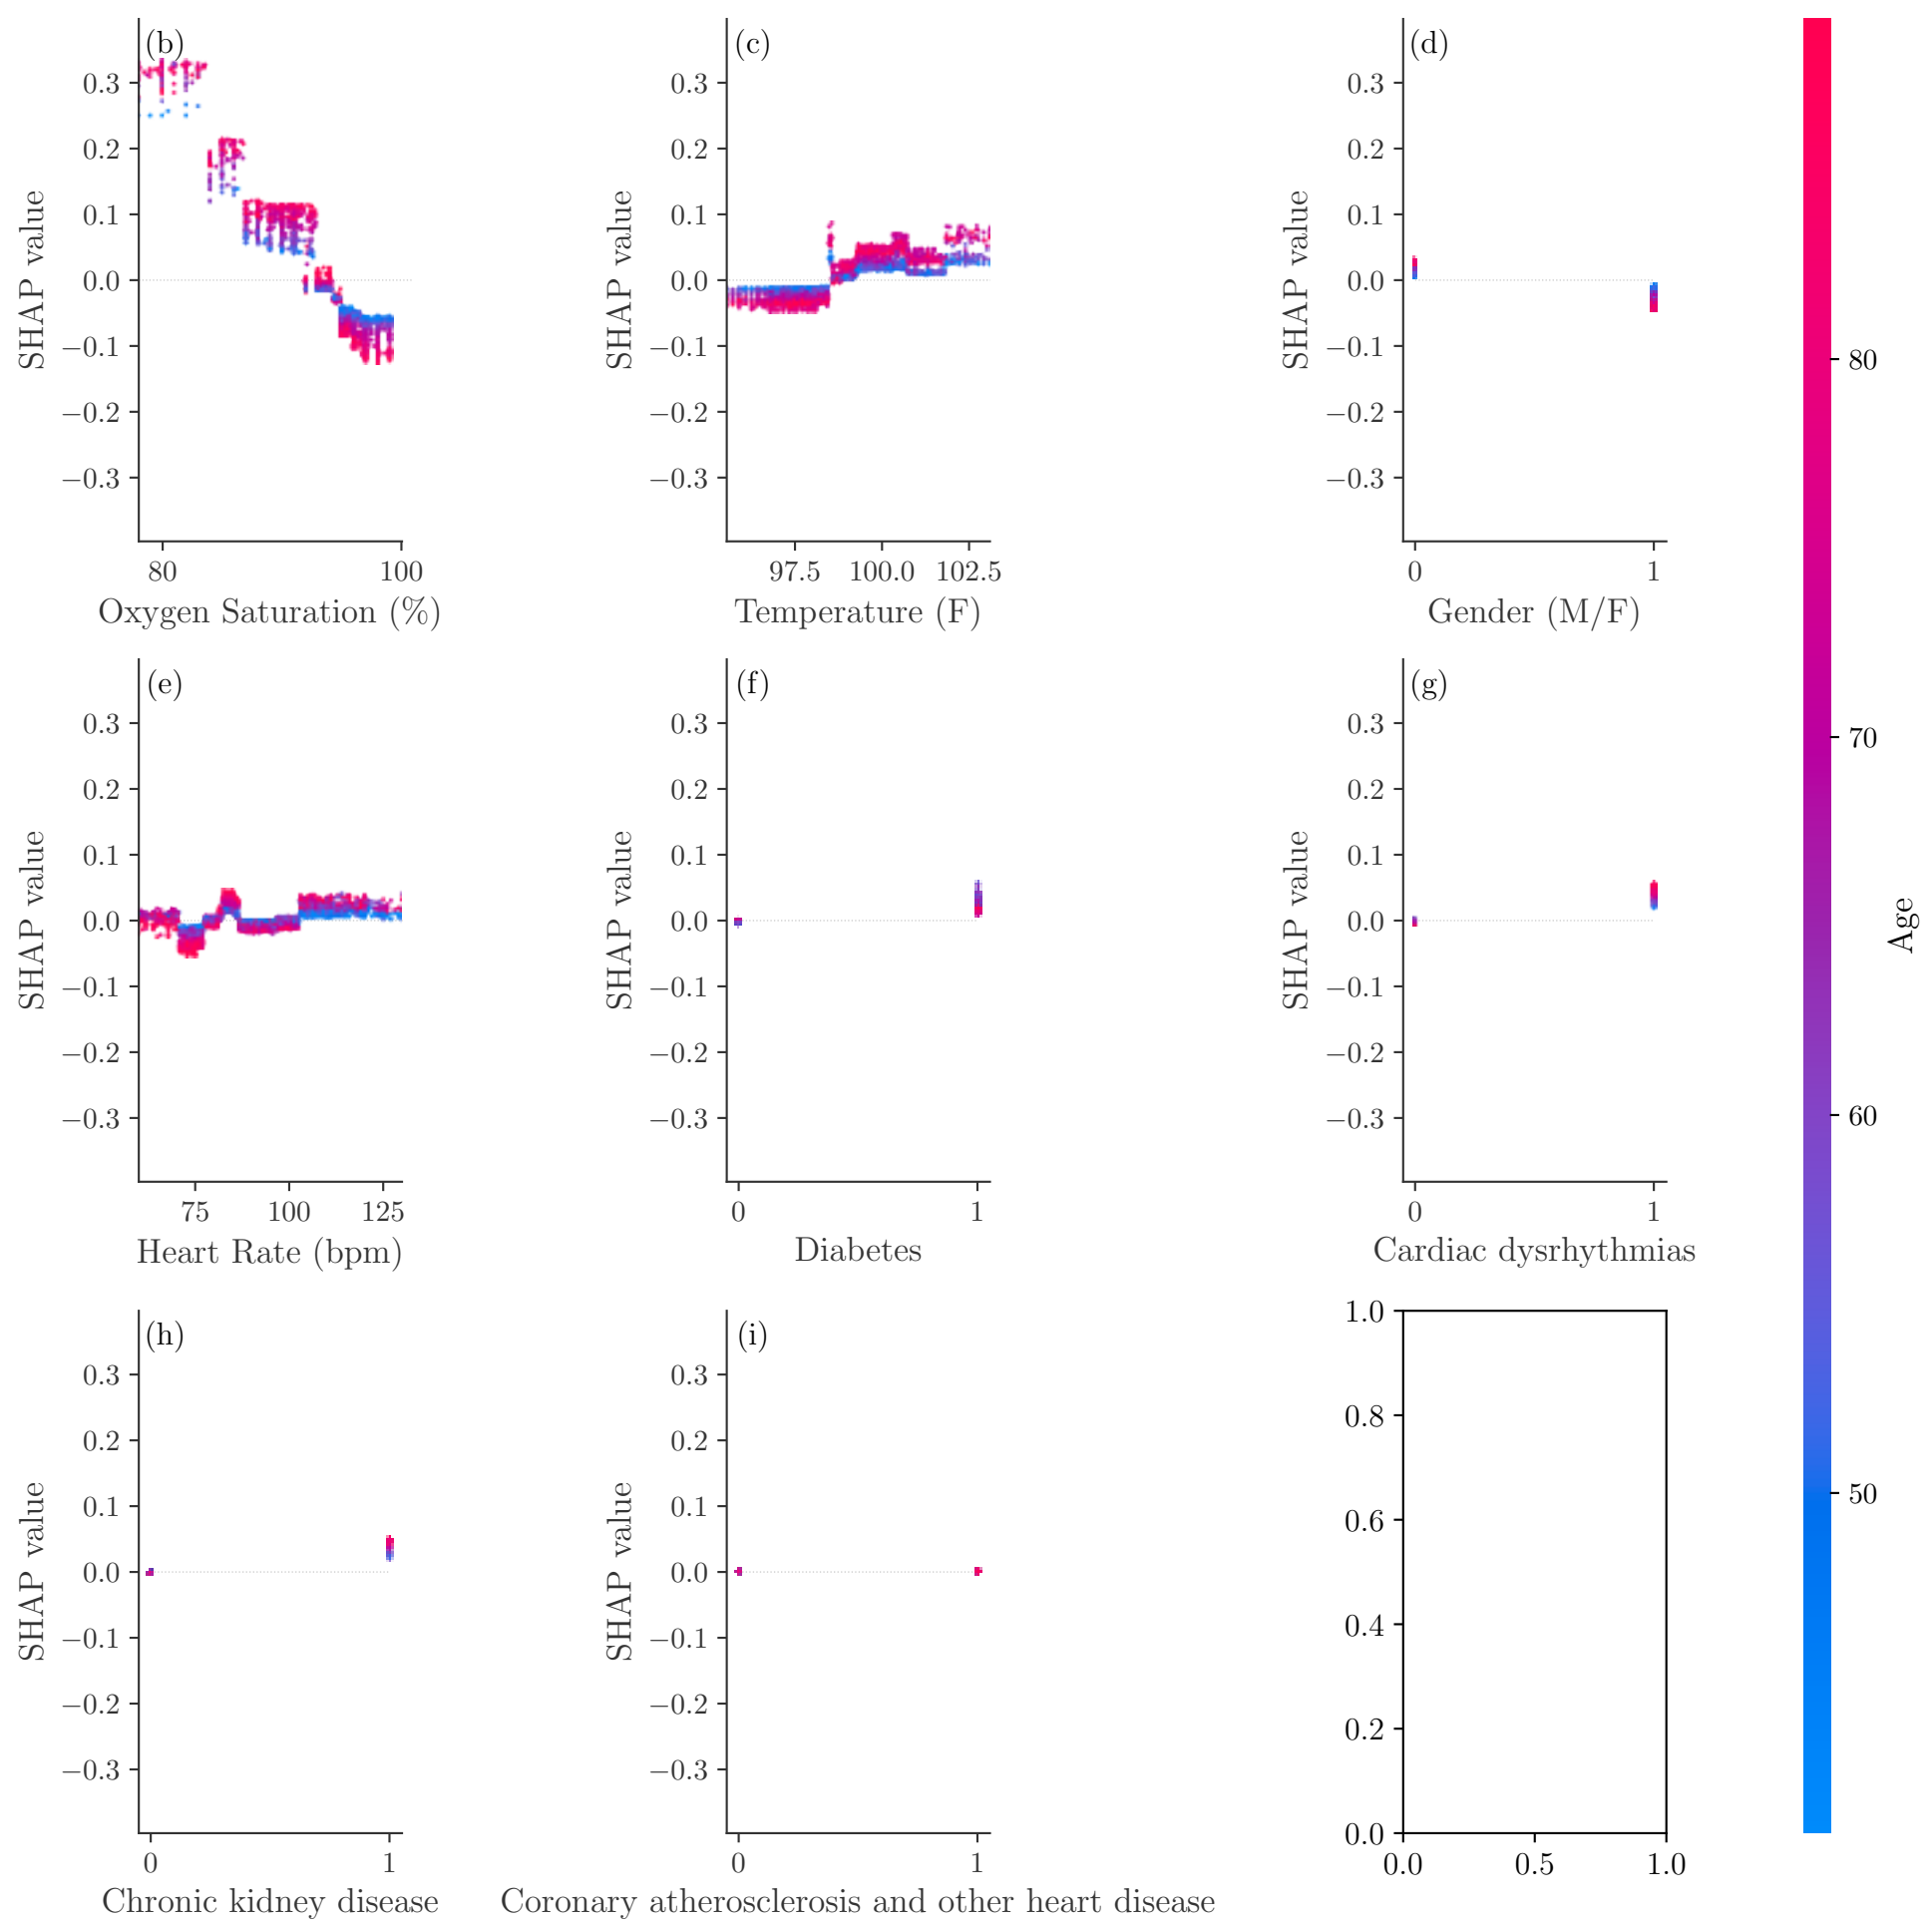 (b)
0.3
0.2
0.1
0.0
−0.1
−0.2
−0.3
SHAP value
80 100
Oxygen Saturation (%)
(c)
0.3
0.2
0.1
0.0
−0.1
−0.2
−0.3
SHAP value
97.5 100.0 102.5
Temperature (F)
(d)
0.3
0.2
0.1
0.0
−0.1
−0.2
−0.3
SHAP value
0 1
Gender (M/F)
(e)
0.3
0.2
0.1
0.0
−0.1
−0.2
−0.3
SHAP value
75 100 125
Heart Rate (bpm)
(f)
0.3
0.2
0.1
0.0
−0.1
−0.2
−0.3
SHAP value
0 1
Diabetes
(g)
0.3
0.2
0.1
0.0
−0.1
−0.2
−0.3
SHAP value
0 1
Cardiac dysrhythmias
(h)
0.3
0.2
0.1
0.0
−0.1
−0.2
−0.3
SHAP value
0 1
Chronic kidney disease
(i)
0.3
0.2
0.1
0.0
−0.1
−0.2
−0.3
SHAP value
0 1
Coronary atherosclerosis and other heart disease
1.0
0.8
0.6
0.4
0.2
0.0
0.0 0.5 1.0
80
70
60
50
Age